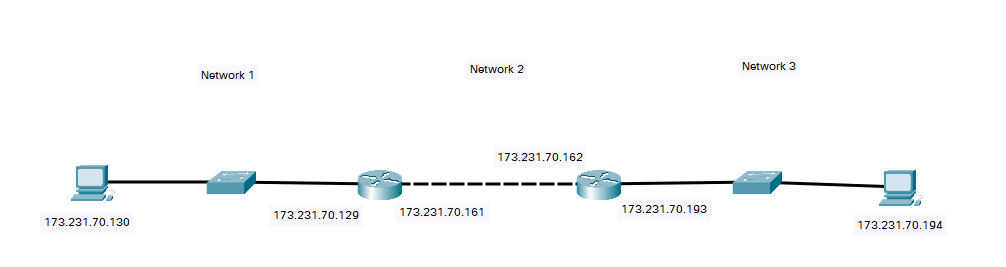 Network 1
Network 2
Network 3
173.231.70.162
173.231.70.130
173.231.70.129
173.231.70.161
173.231.70.193
173.231.70.194